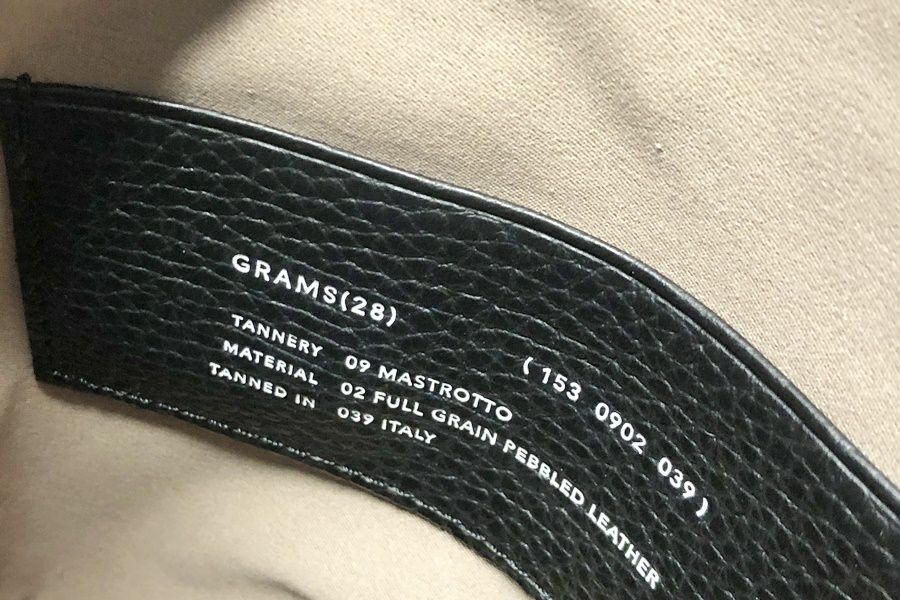 GRAMS(28)
( 153 0902 039 )
TANNERY 09 MASTROTTO
MATERIAL 02 FULL GRAIN PEBBLED LEATHER
TANNED IN 039 ITALY